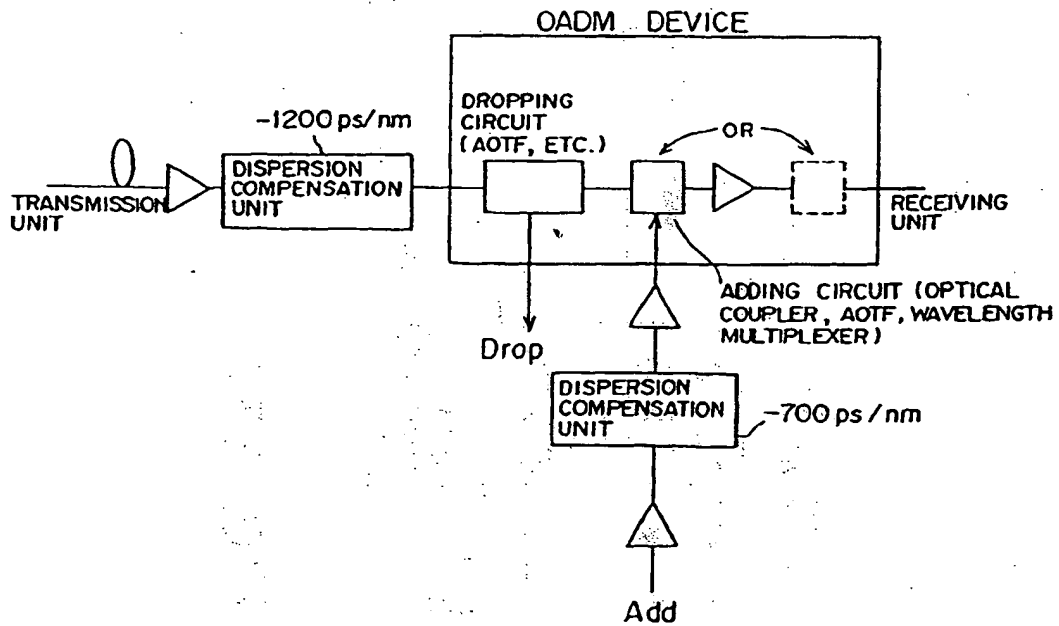 OADM DEVICE
DROPPING
CIRCUIT
(AOTF, ETC.)
OR
-1200 ps/nm
DISPERSION
COMPENSATION
UNIT
TRANSMISSION
UNIT
RECEIVING
UNIT
ADDING CIRCUIT (OPTICAL
COUPLER, AOTF, WAVELENGTH
MULTIPLEXER)
Drop
DISPERSION
COMPENSATION
UNIT
-700 ps/nm
Add